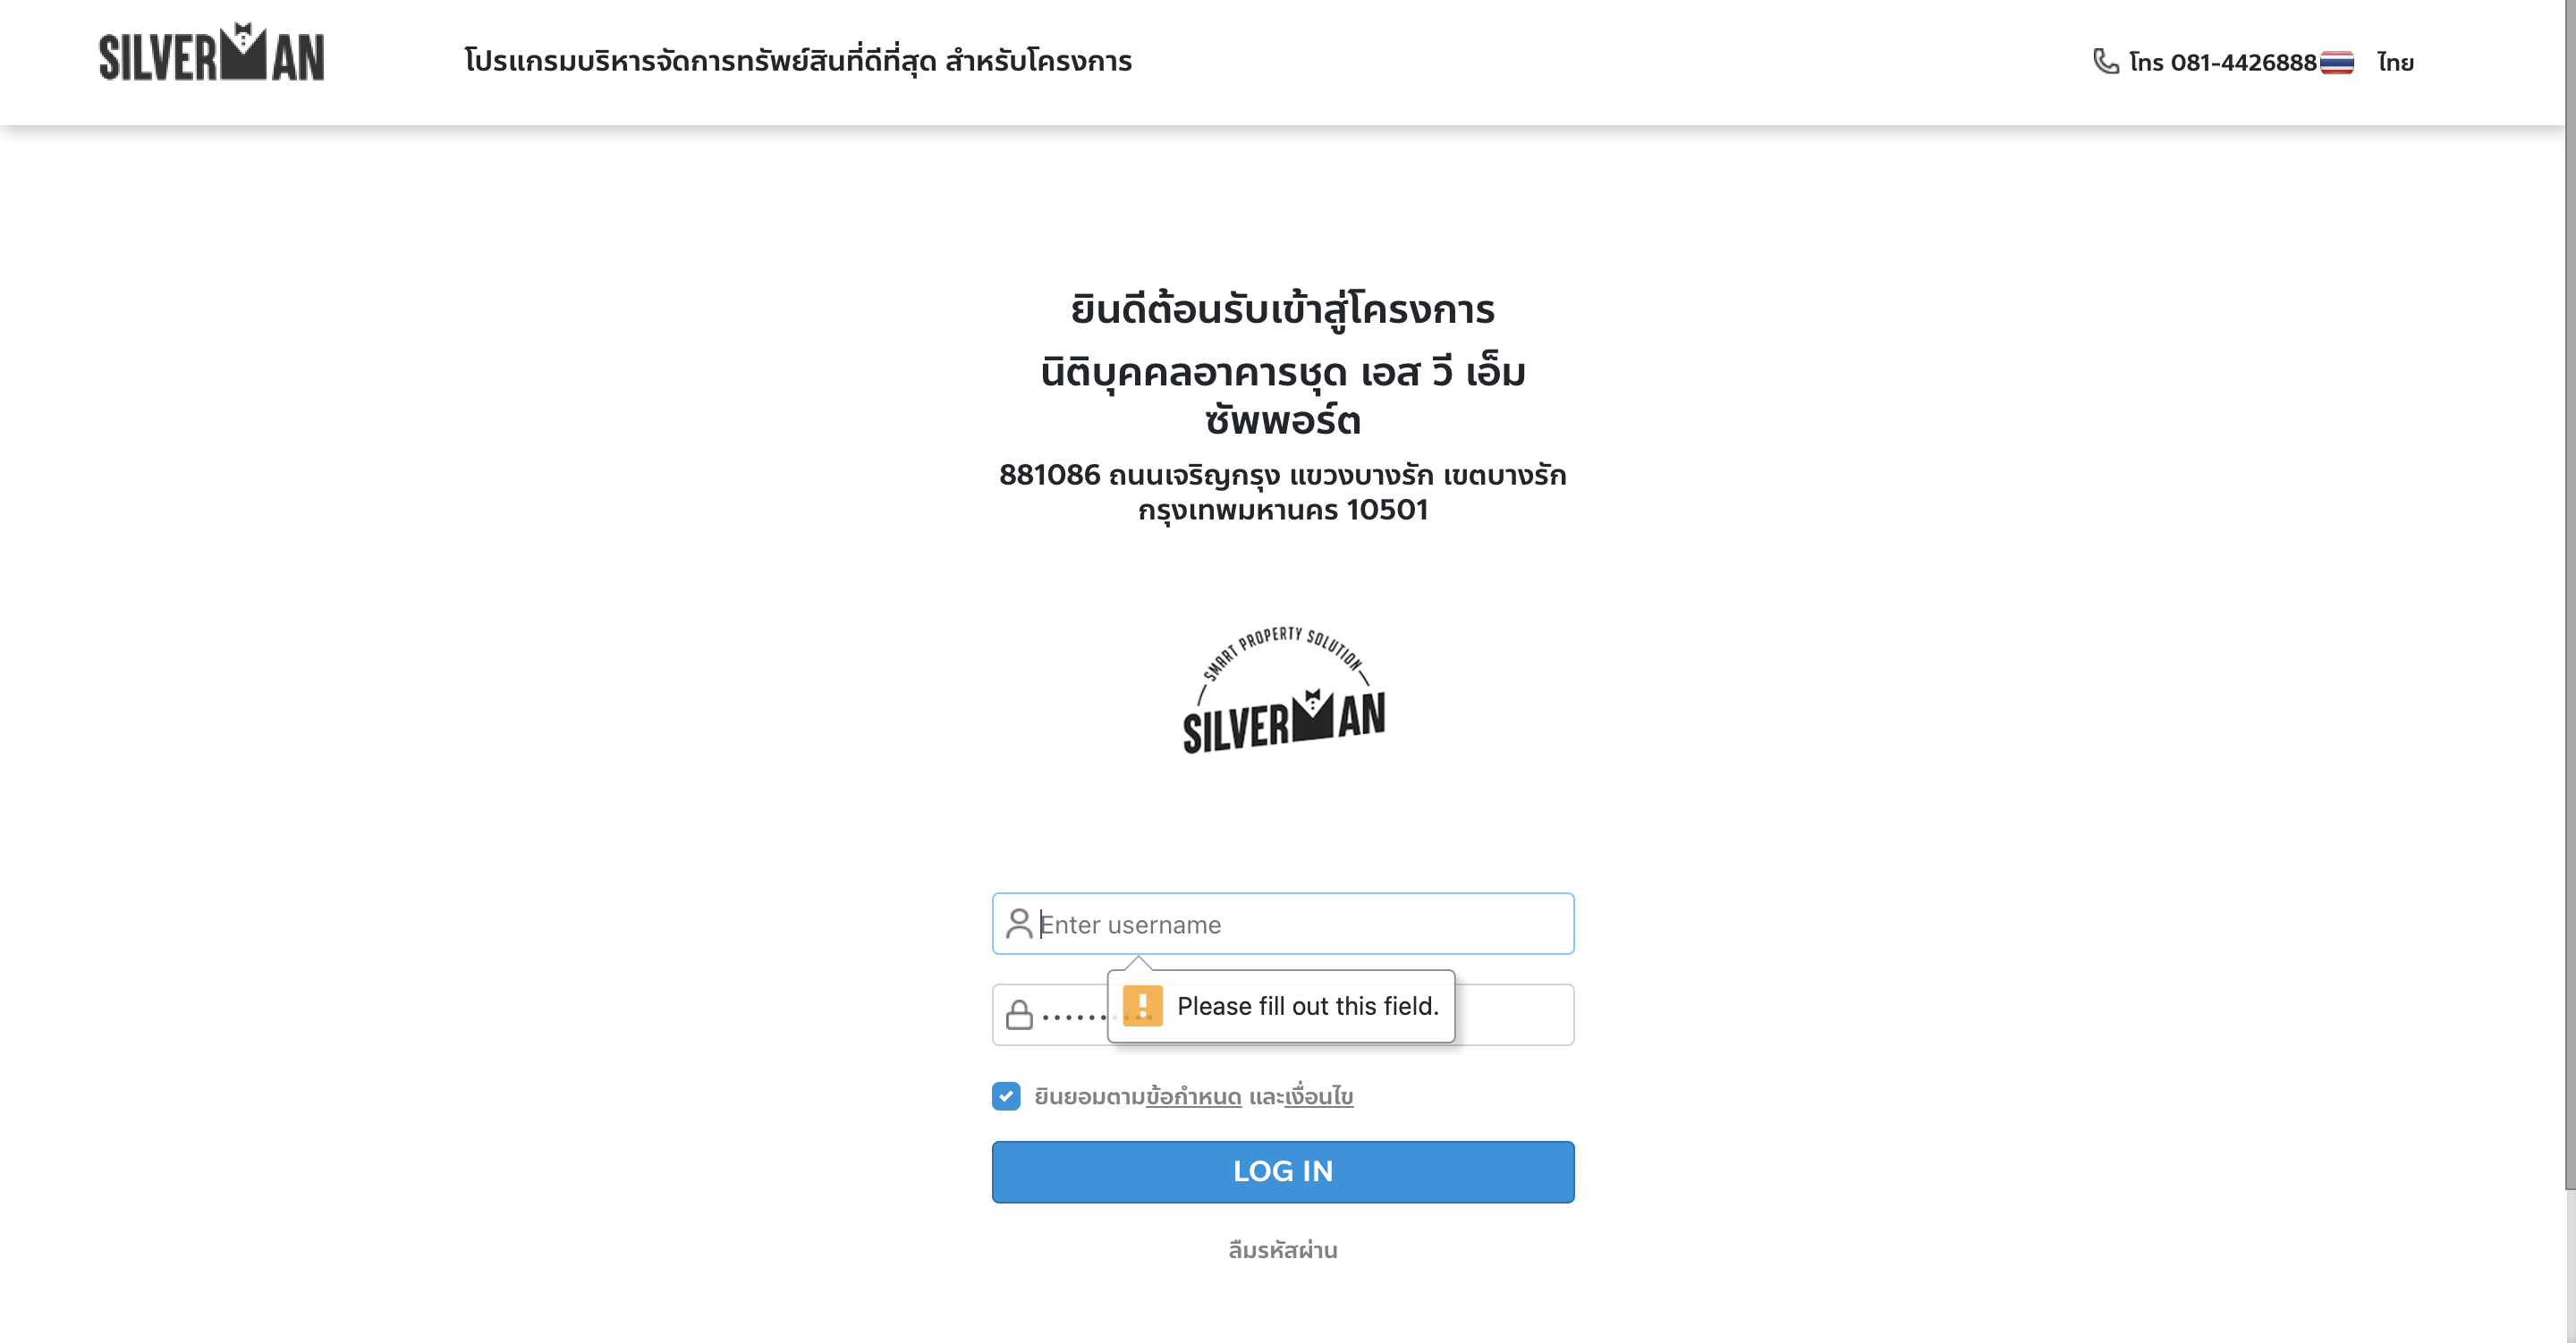 SILVERMAN
โปรแกรมบริหารจัดการทรัพย์สินที่ดีที่สุด สำหรับโครงการ
โทร 081-4426888 ไทย
ยินดีต้อนรับเข้าสู่โครงการ
นิติบุคคลอาคารชุด เอส วี เอ็ม
ซัพพอร์ต
881086 ถนนเจริญกรุง แขวงบางรัก เขตบางรัก
กรุงเทพมหานคร 10501
SMART PROPERTY SOLUTION
SILVERMAN
Enter username
Please fill out this field.
ยินยอมตามข้อกำหนด และเงื่อนไข
LOG IN
ลืมรหัสผ่าน